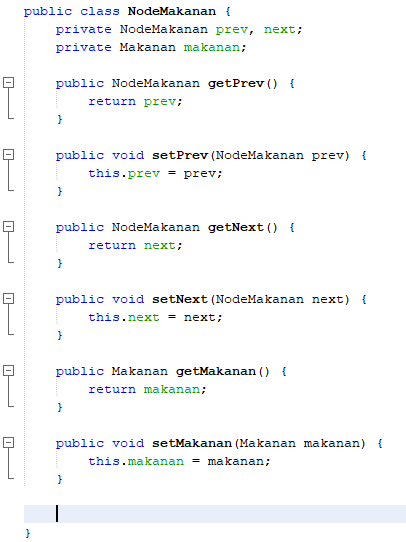 public class NodeMakanan {
    private NodeMakanan prev, next;
    private Makanan makanan;
    public NodeMakanan getPrev() {
        return prev;
    }
    public void setPrev(NodeMakanan prev) {
        this.prev = prev;
    }
    public NodeMakanan getNext() {
        return next;
    }
    public void setNext(NodeMakanan next) {
        this.next = next;
    }
    public Makanan getMakanan() {
        return makanan;
    }
    public void setMakanan(Makanan makanan) {
        this.makanan = makanan;
    }
}